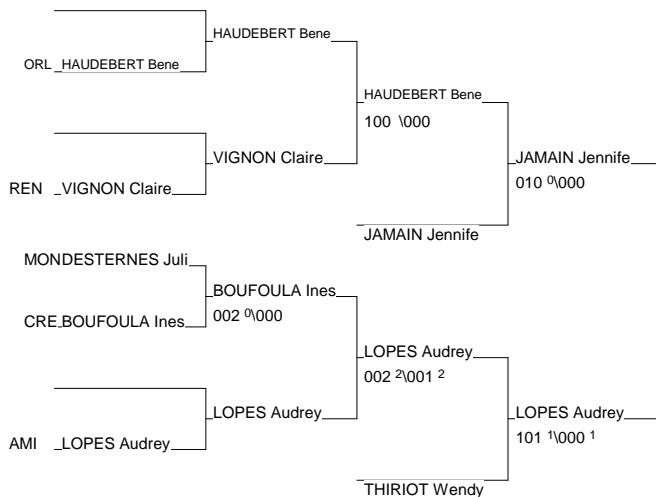 HAUDEBERT Bene
ORL HAUDEBERT Bene
HAUDEBERT Bene
100 \000
VIGNON Claire
JAMAIN Jennife
010 0\000
REN VIGNON Claire
JAMAIN Jennife
MONDESTERNES Juli
BOUFOULA Ines
002 0\000
CRE BOUFOULA Ines
LOPES Audrey
002 2\001 2
LOPES Audrey
LOPES Audrey
101 1\000 1
AMI LOPES Audrey
THIRIOT Wendy